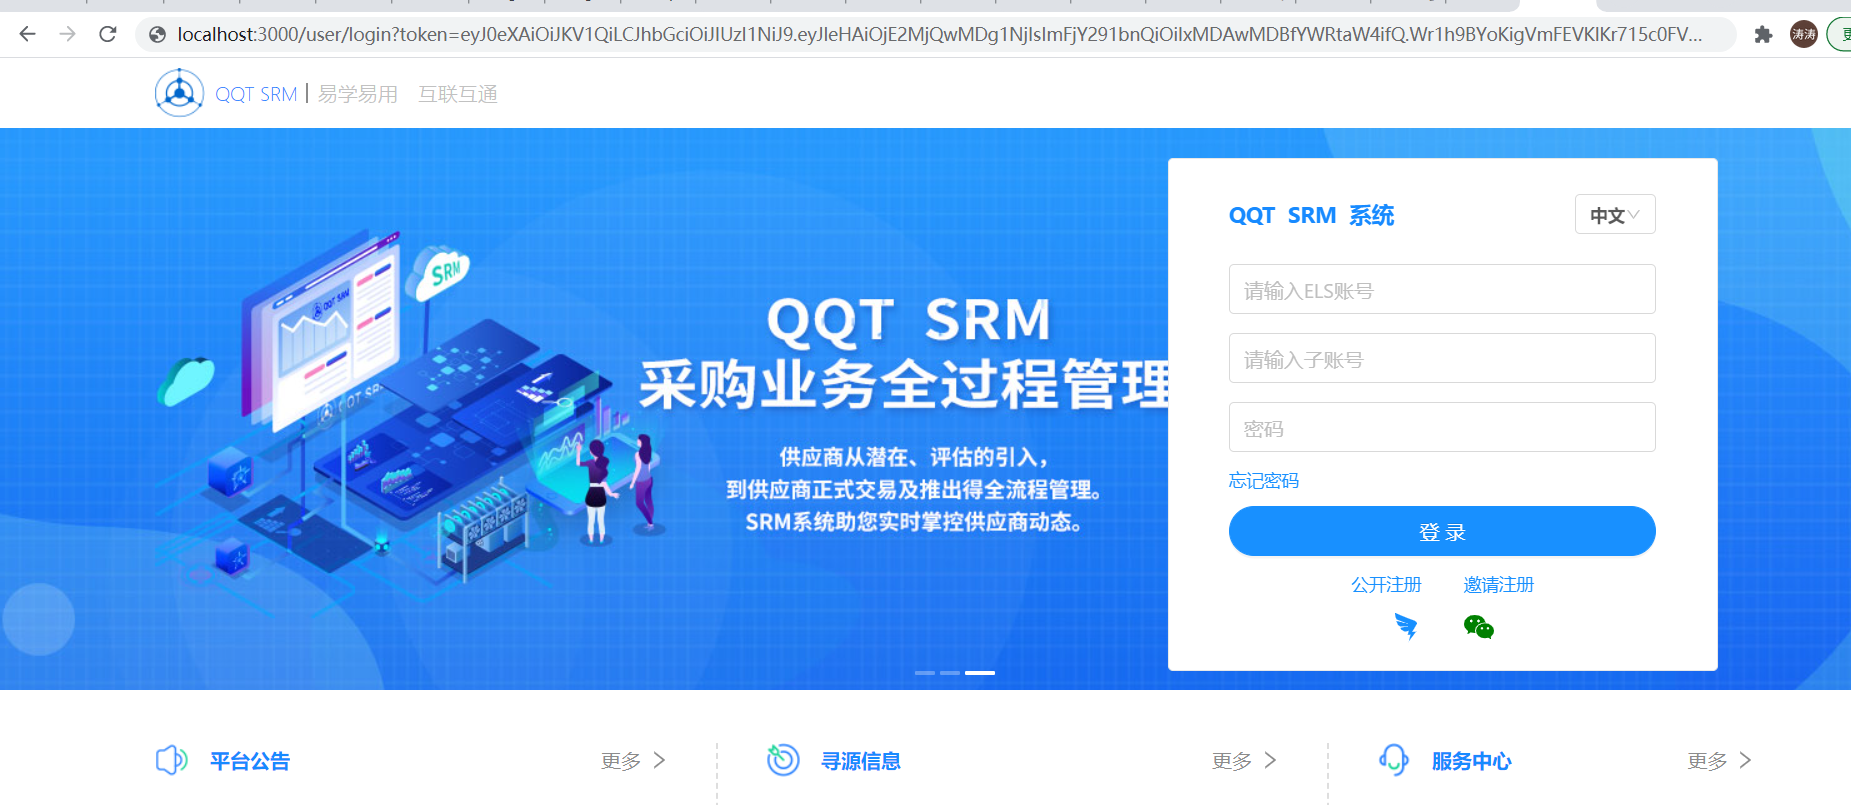 localhost:3000/user/login?token=eyJ0eXAiOiJKV1QiLCJhbGciOiJIUzI1NiJ9.eyJleHAiOjE2MjQwMDg1NjIsImFjY291bnQiOiIxMDAwMDBfYWRtaW4ifQ.Wr1h9BYoKigVmFEVKIKr715c0FV...
涛涛
QQT SRM | 易学易用 互联互通
SRM
QQT SRM
采购业务全过程管理
供应商从潜在、评估的引入，
到供应商正式交易及推出得全流程管理。
SRM系统助您实时掌控供应商动态。
QQT SRM 系统
中文
请输入ELS账号
请输入子账号
密码
忘记密码
登 录
公开注册 邀请注册
平台公告 更多
寻源信息 更多
服务中心 更多